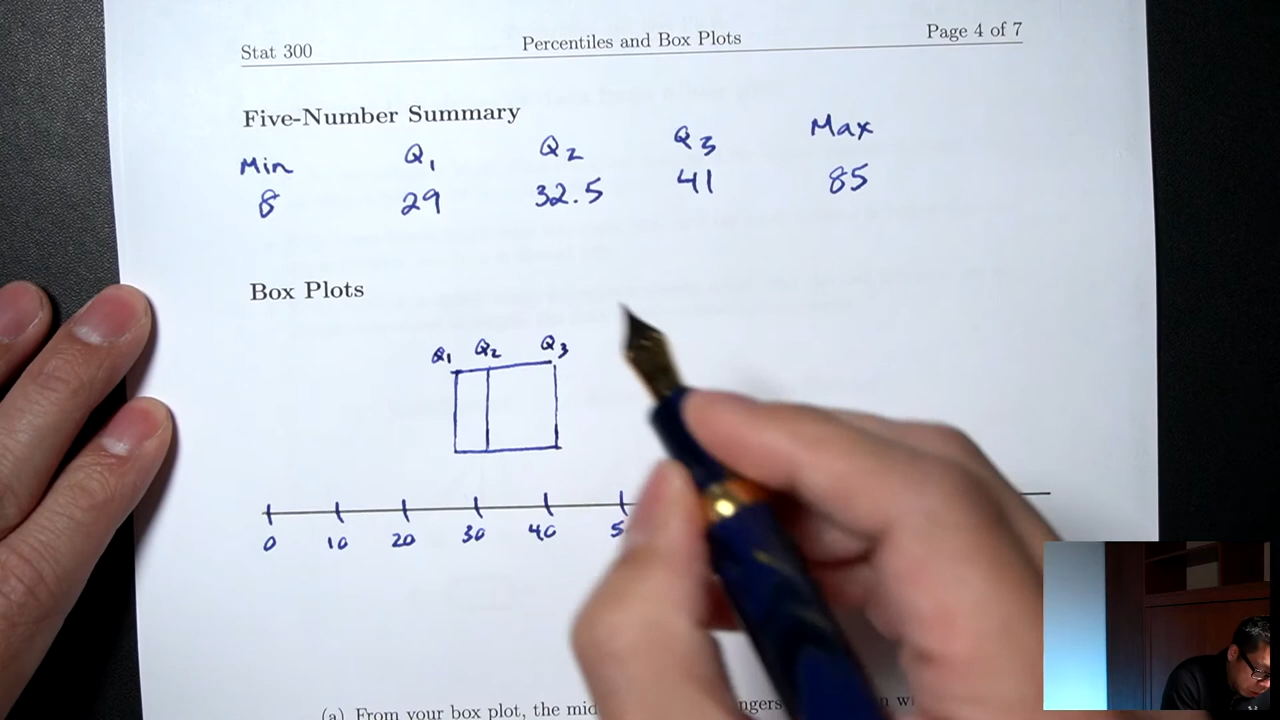 Stat 300 Percentiles and Box Plots Page 4 of 7
Five-Number Summary
Min Q1 Q2 Q3 Max
8 29 32.5 41 85
Box Plots
Q1 Q2 Q3
0 10 20 30 40 5
(a) From your box plot, the mid